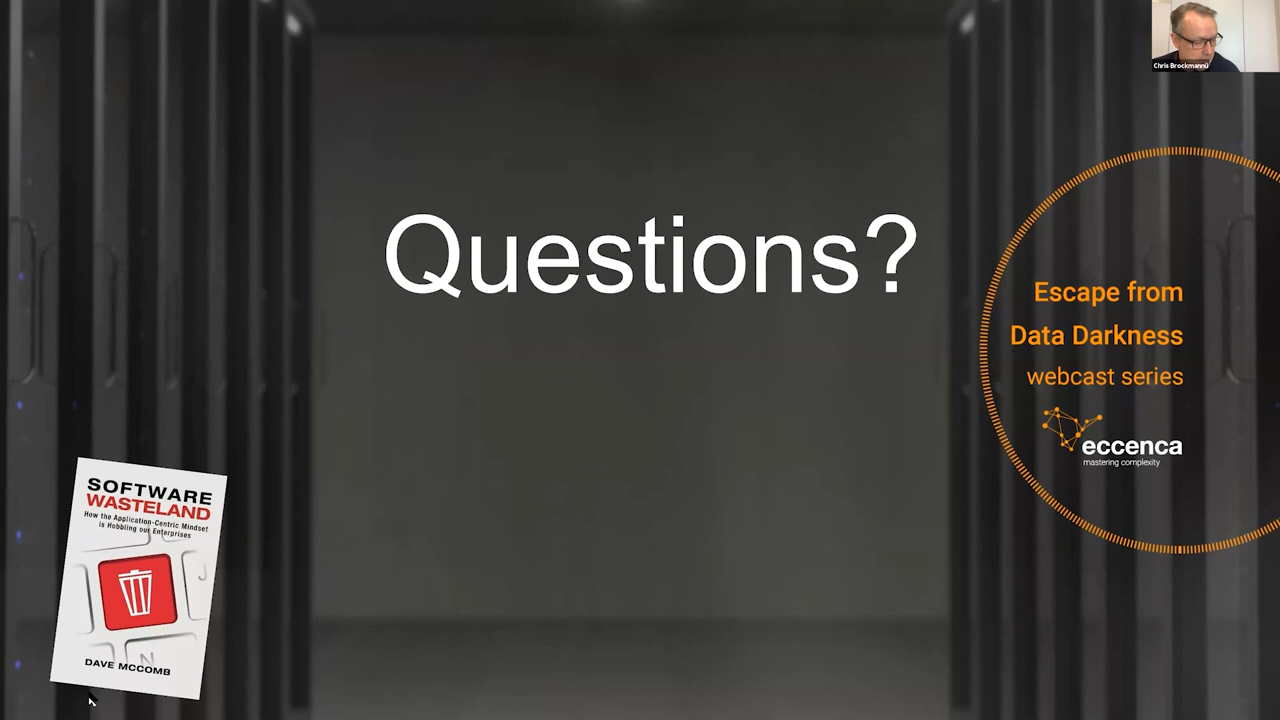 Chris Brockmann
Questions?
Escape from
Data Darkness
webcast series
eccenca
mastering complexity
SOFTWARE
WASTELAND
How the Application-Centric Mindset
is Hobbling our Enterprises
N
DAVE MCCOMB